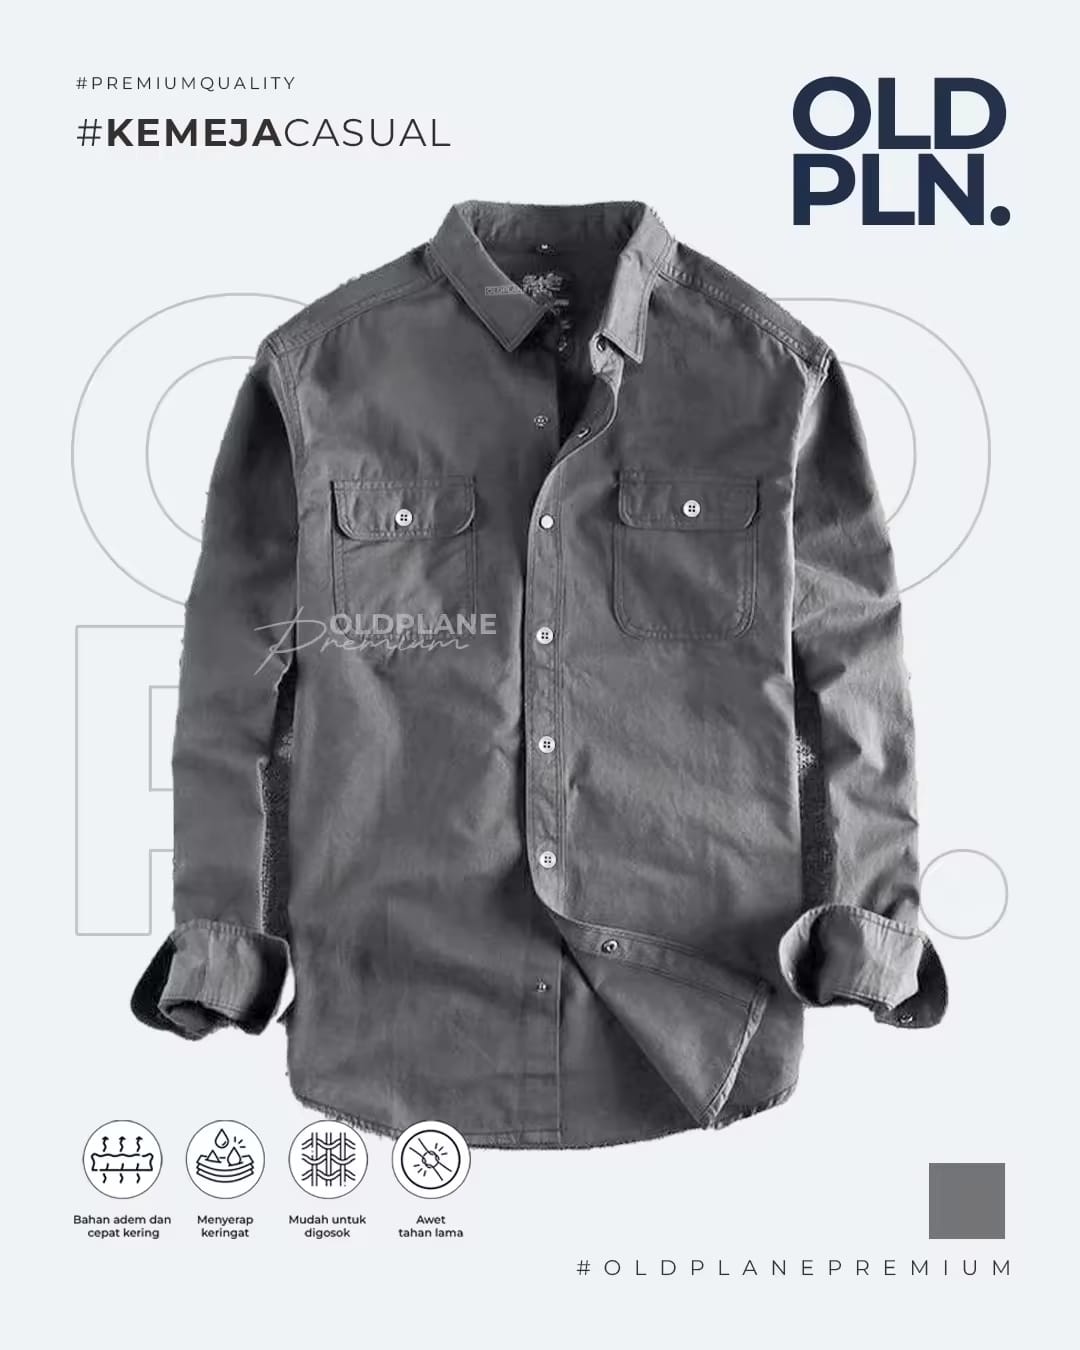 #PREMIUMQUALITY
#KEMEJACASUAL
OLD
PLN.
OLDPLANE
OLDPLANE
Premium
Bahan adem dan
cepat kering
Menyerap
keringat
Mudah untuk
digosok
Awet
tahan lama
#OLDPLANEPREMIUM